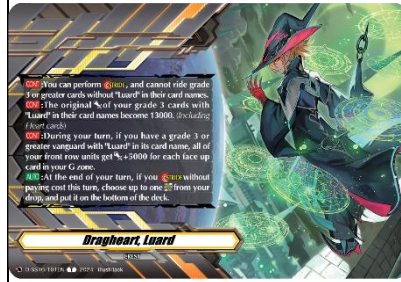 CONT:You can perform G STRIDE, and cannot ride grade
3 or greater cards without "Luard" in their card names.
CONT:The original of your grade 3 cards with
"Luard" in their card names become 13000. (Including
Heart cards)
CONT:During your turn, if you have a grade 3 or
greater vanguard with "Luard" in its card name, all of
your front row units get +5000 for each face up
card in your G zone.
AUTO:At the end of your turn, if you G STRIDE without
paying cost this turn, choose up to one from your
drop, and put it on the bottom of the deck.
Dragheart, Luard
CREST
2024